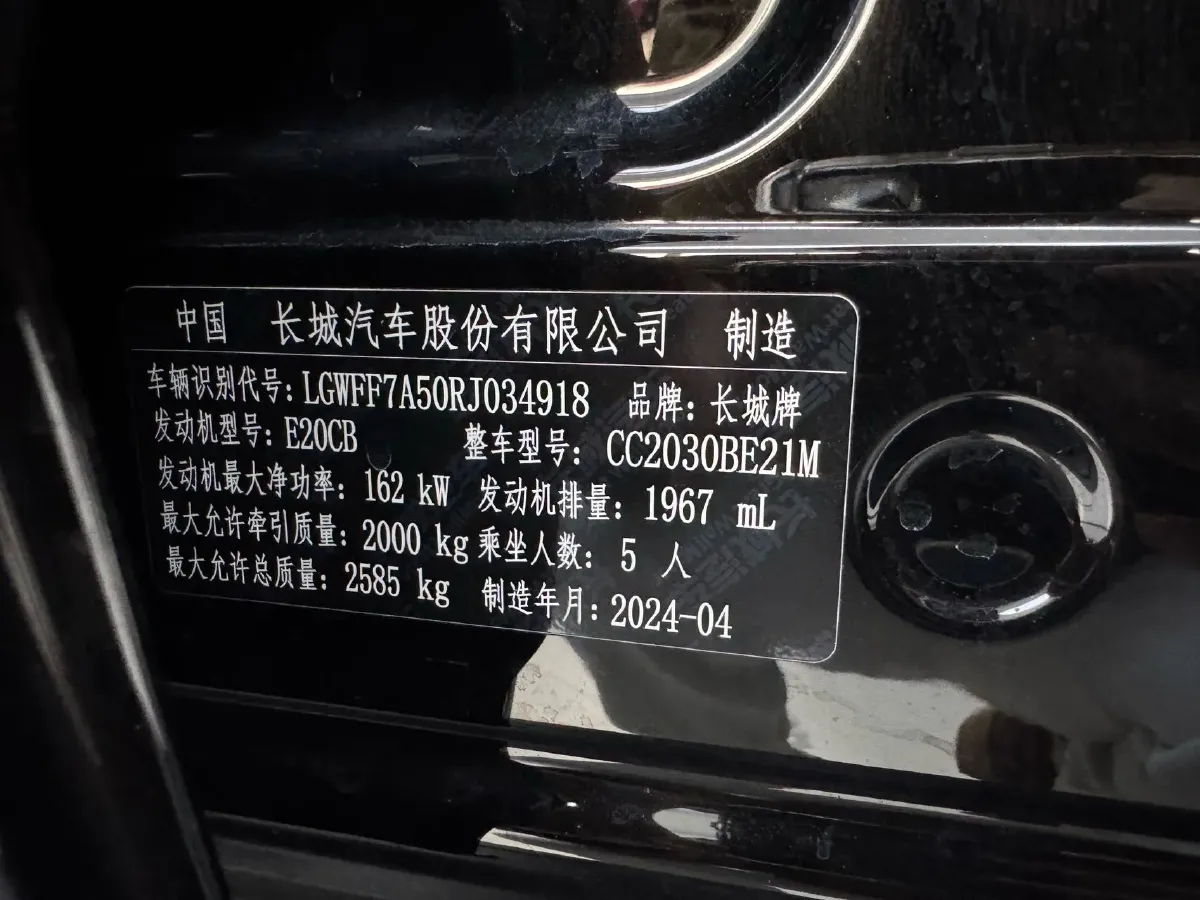 中国 长城汽车股份有限公司 制造
车辆识别代号: LGWFF7A50RJ034918 品牌: 长城牌
发动机型号: E20CB 整车型号: CC2030BE21M
发动机最大净功率: 162 kW 发动机排量: 1967 mL
最大允许牵引质量: 2000 kg 乘坐人数: 5 人
最大允许总质量: 2585 kg 制造年月: 2024-04